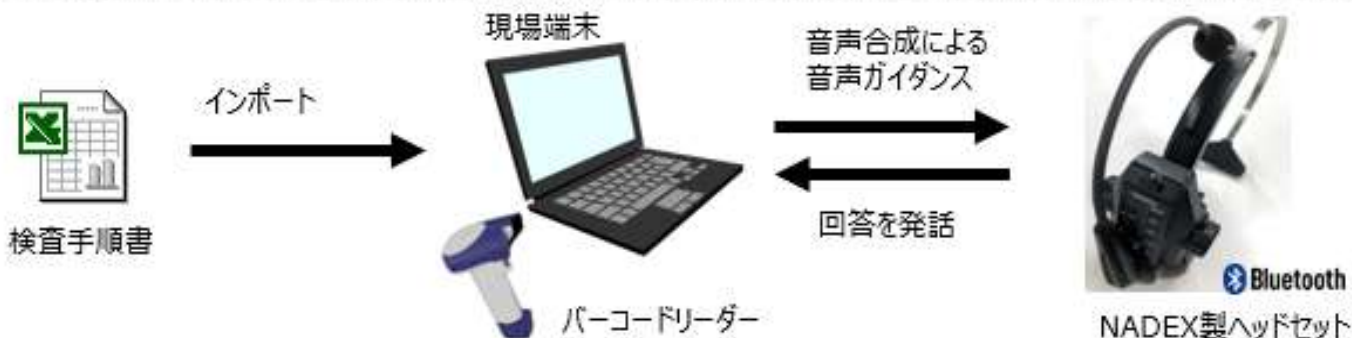 現場端末
音声合成による
音声ガイダンス
インポート
検査手順書
回答を発話
バーコードリーダー
Bluetooth
NADEX製ヘッドセット